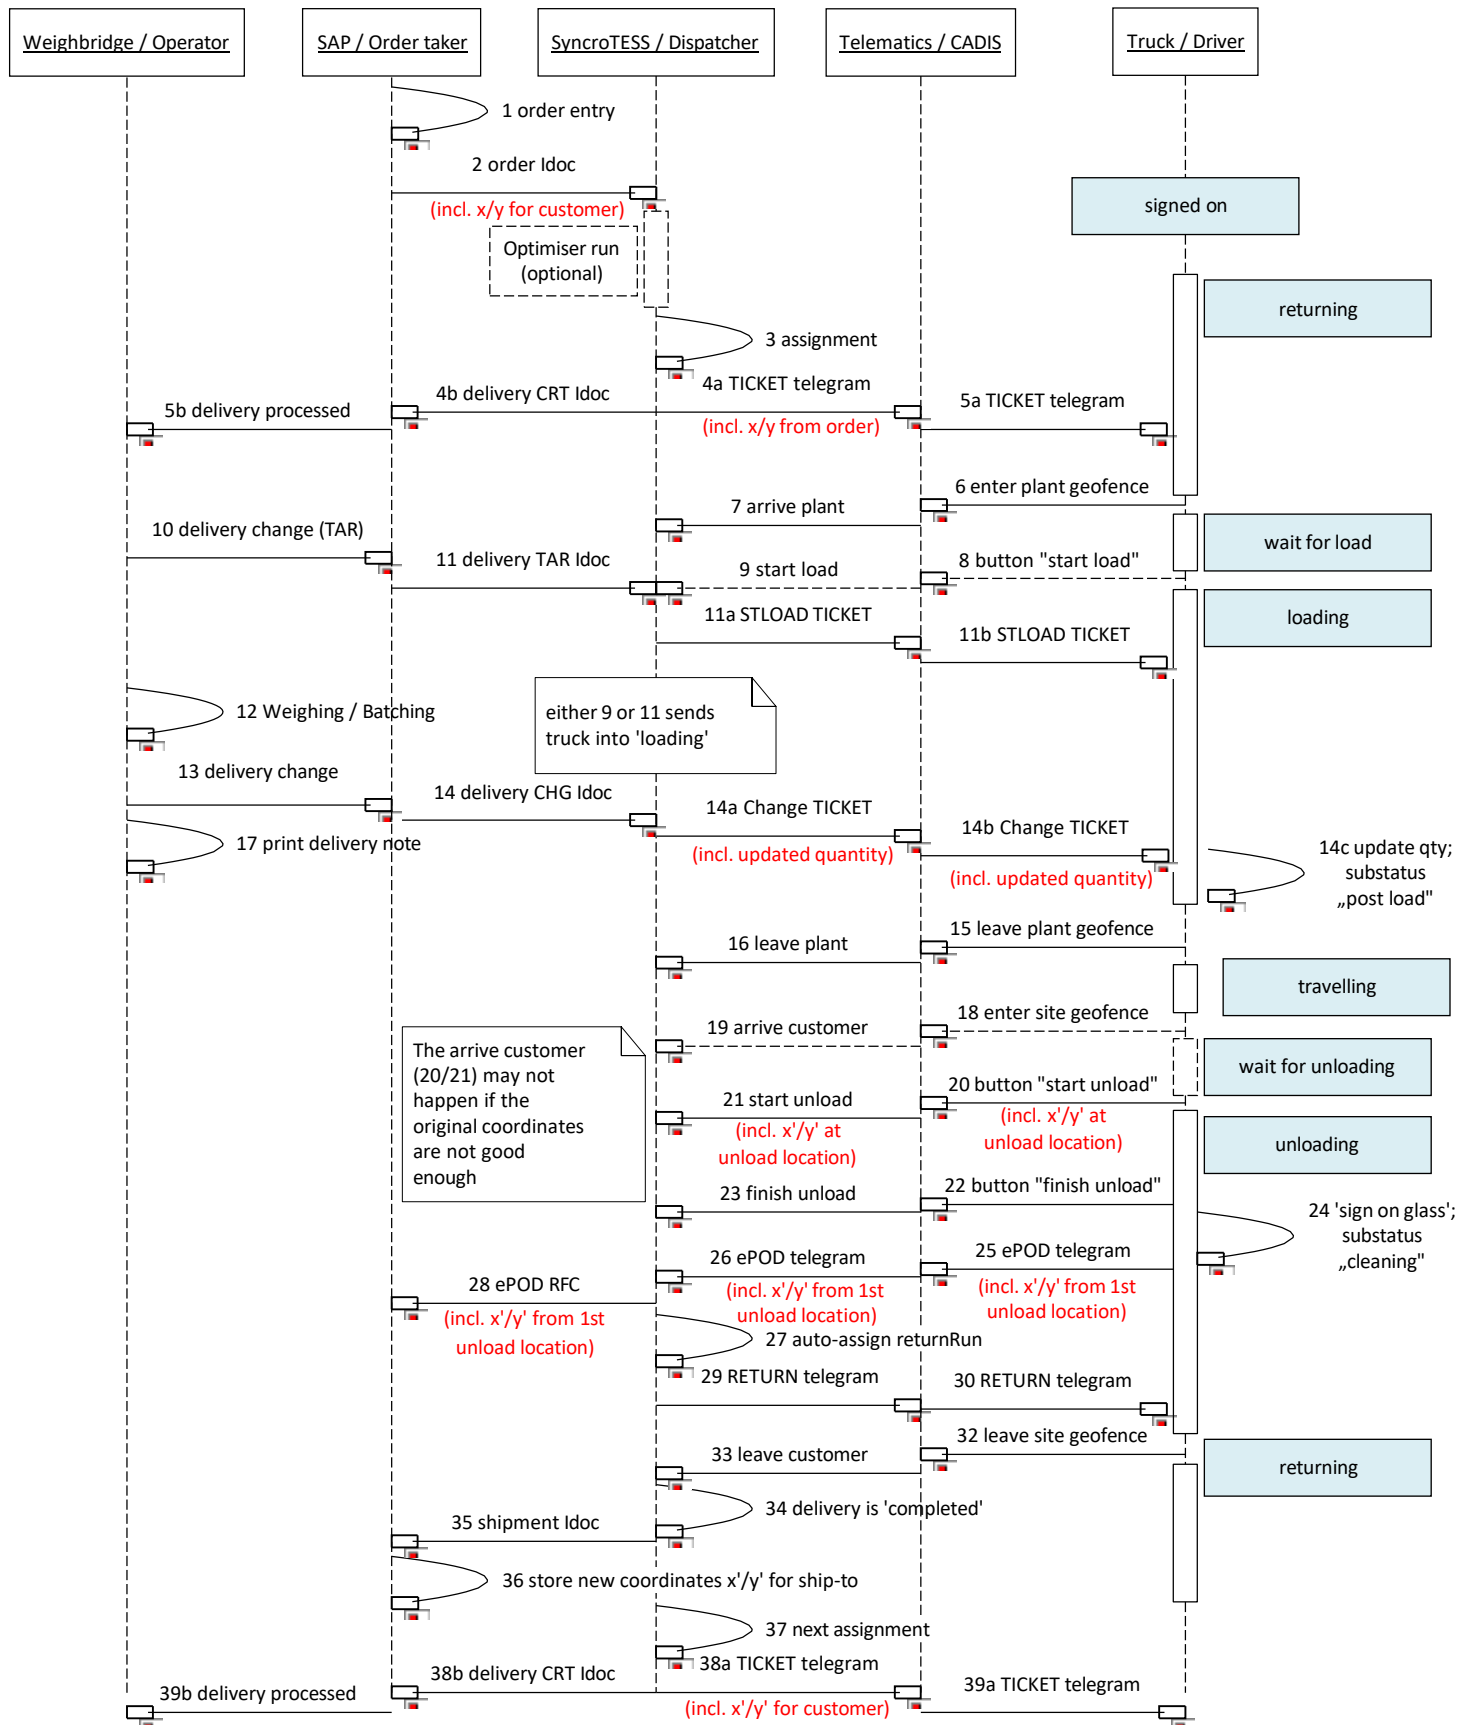 Weighbridge / Operator
SAP / Order taker
SyncroTESS / Dispatcher
Telematics / CADIS
Truck / Driver
1 order entry
2 order Idoc
(incl. x/y for customer)
signed on
Optimiser run
(optional)
returning
3 assignment
4a TICKET telegram
4b delivery CRT Idoc
5a TICKET telegram
5b delivery processed
(incl. x/y from order)
6 enter plant geofence
7 arrive plant
10 delivery change (TAR)
wait for load
11 delivery TAR Idoc
9 start load
8 button "start load"
11a STLOAD TICKET
loading
11b STLOAD TICKET
12 Weighing / Batching
either 9 or 11 sends
truck into 'loading'
13 delivery change
14 delivery CHG Idoc
14a Change TICKET
14b Change TICKET
17 print delivery note
(incl. updated quantity)
(incl. updated quantity)
14c update qty;
substatus
„post load"
15 leave plant geofence
16 leave plant
travelling
18 enter site geofence
19 arrive customer
The arrive customer
(20/21) may not
happen if the
original coordinates
are not good
enough
wait for unloading
20 button "start unload"
21 start unload
(incl. x'/y' at
unload location)
(incl. x'/y' at
unload location)
unloading
22 button "finish unload"
23 finish unload
24 'sign on glass';
substatus
„cleaning"
25 ePOD telegram
26 ePOD telegram
28 ePOD RFC
(incl. x'/y' from 1st
unload location)
(incl. x'/y' from 1st
unload location)
(incl. x'/y' from 1st
unload location)
27 auto-assign returnRun
29 RETURN telegram
30 RETURN telegram
32 leave site geofence
33 leave customer
returning
34 delivery is 'completed'
35 shipment Idoc
36 store new coordinates x'/y' for ship-to
37 next assignment
38a TICKET telegram
38b delivery CRT Idoc
39a TICKET telegram
39b delivery processed
(incl. x'/y' for customer)